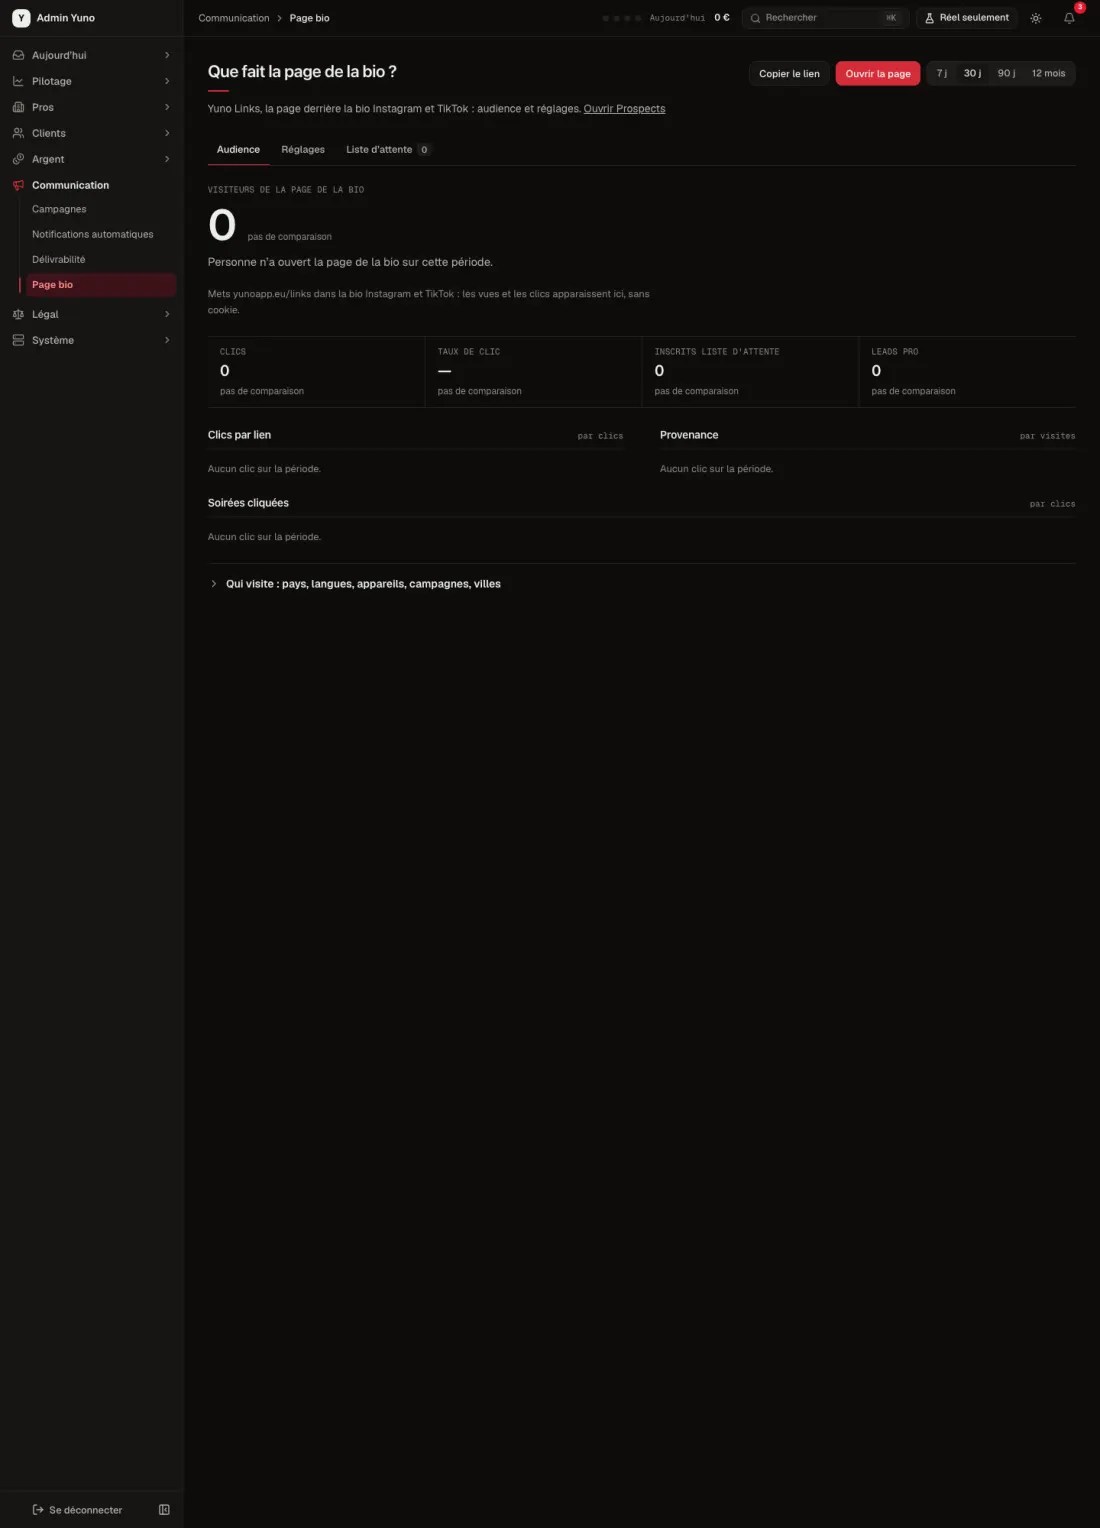 Y Admin Yuno
Communication > Page bio
Aujourd'hui 0 €
Rechercher ⌘K
Réel seulement
3
Aujourd'hui
Pilotage
Pros
Clients
Argent
Communication
Campagnes
Notifications automatiques
Délivrabilité
Page bio
Légal
Système
Que fait la page de la bio ?
Copier le lien
Ouvrir la page
7 j 30 j 90 j 12 mois
Yuno Links, la page derrière la bio Instagram et TikTok : audience et réglages. Ouvrir Prospects
Audience Réglages Liste d'attente 0
VISITEURS DE LA PAGE DE LA BIO
0 pas de comparaison
Personne n'a ouvert la page de la bio sur cette période.
Mets yunoapp.eu/links dans la bio Instagram et TikTok : les vues et les clics apparaissent ici, sans
cookie.
CLICS
0
pas de comparaison
TAUX DE CLIC
—
pas de comparaison
INSCRITS LISTE D'ATTENTE
0
pas de comparaison
LEADS PRO
0
pas de comparaison
Clics par lien par clics
Aucun clic sur la période.
Provenance par visites
Aucun clic sur la période.
Soirées cliquées par clics
Aucun clic sur la période.
Qui visite : pays, langues, appareils, campagnes, villes
Se déconnecter